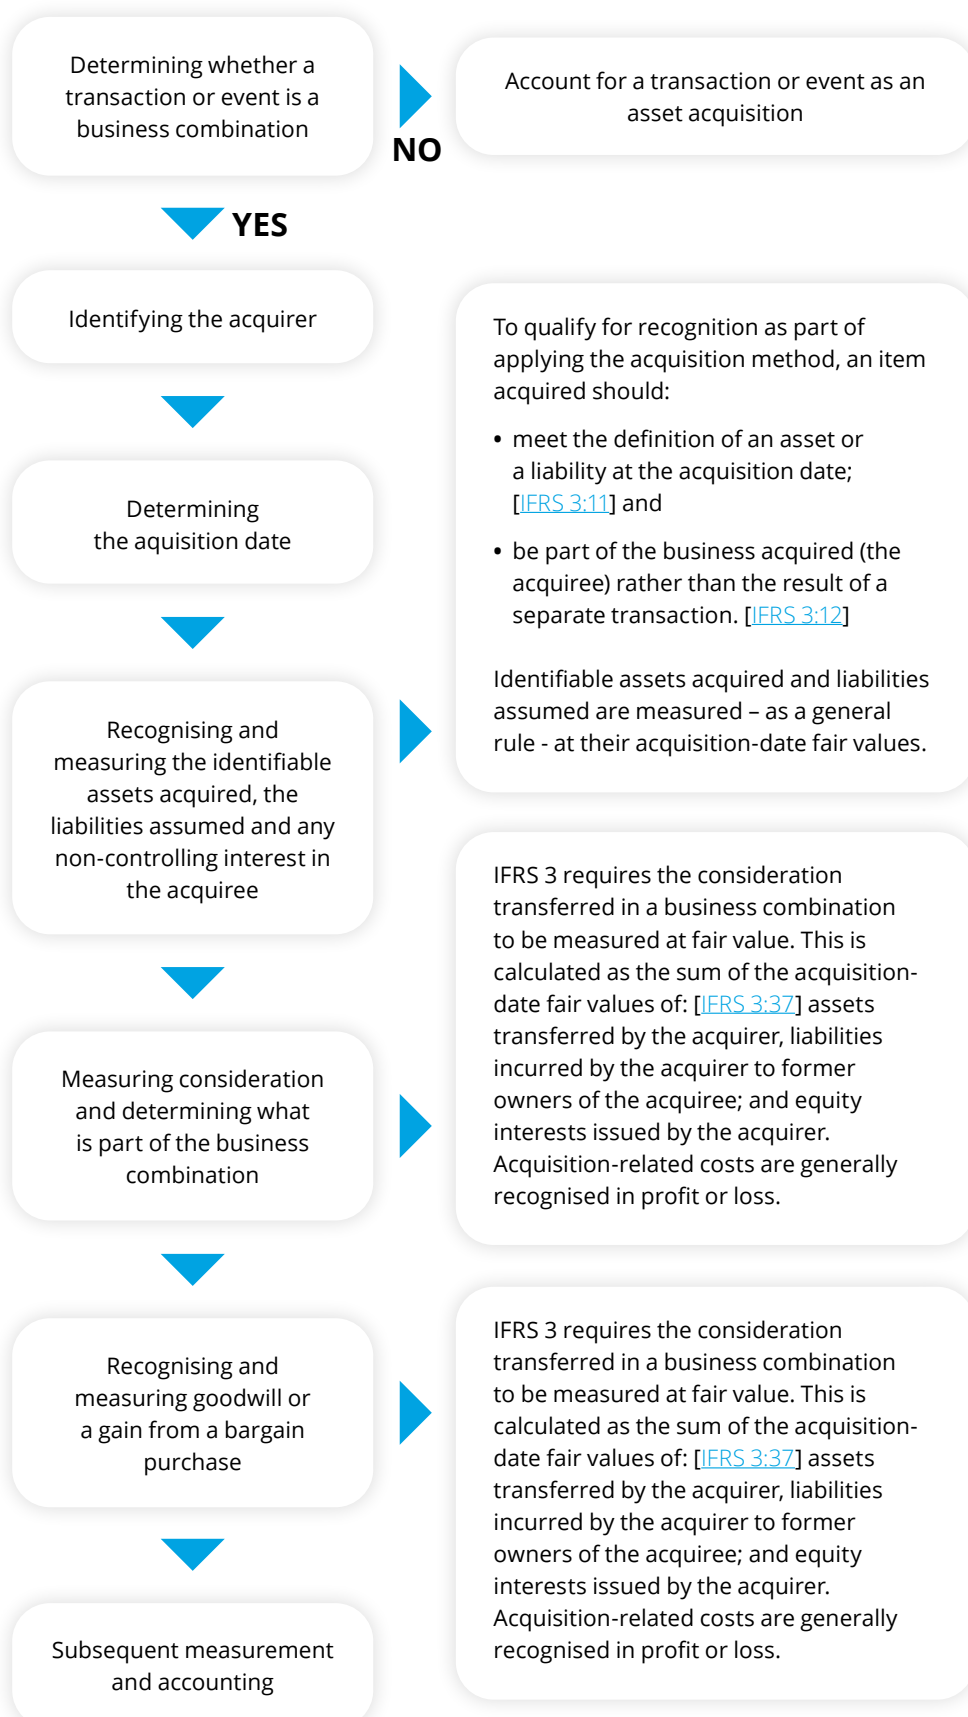 Determining whether a
transaction or event is a
business combination
NO
Account for a transaction or event as an
asset acquisition
YES
Identifying the acquirer
Determining
the aquisition date
Recognising and
measuring the identifiable
assets acquired, the
liabilities assumed and any
non-controlling interest in
the acquiree
To qualify for recognition as part of
applying the acquisition method, an item
acquired should:
• meet the definition of an asset or
a liability at the acquisition date;
[IFRS 3:11] and
• be part of the business acquired (the
acquiree) rather than the result of a
separate transaction. [IFRS 3:12]
Identifiable assets acquired and liabilities
assumed are measured – as a general
rule - at their acquisition-date fair values.
Measuring consideration
and determining what
is part of the business
combination
IFRS 3 requires the consideration
transferred in a business combination
to be measured at fair value. This is
calculated as the sum of the acquisition-
date fair values of: [IFRS 3:37] assets
transferred by the acquirer, liabilities
incurred by the acquirer to former
owners of the acquiree; and equity
interests issued by the acquirer.
Acquisition-related costs are generally
recognised in profit or loss.
Recognising and
measuring goodwill or
a gain from a bargain
purchase
IFRS 3 requires the consideration
transferred in a business combination
to be measured at fair value. This is
calculated as the sum of the acquisition-
date fair values of: [IFRS 3:37] assets
transferred by the acquirer, liabilities
incurred by the acquirer to former
owners of the acquiree; and equity
interests issued by the acquirer.
Acquisition-related costs are generally
recognised in profit or loss.
Subsequent measurement
and accounting